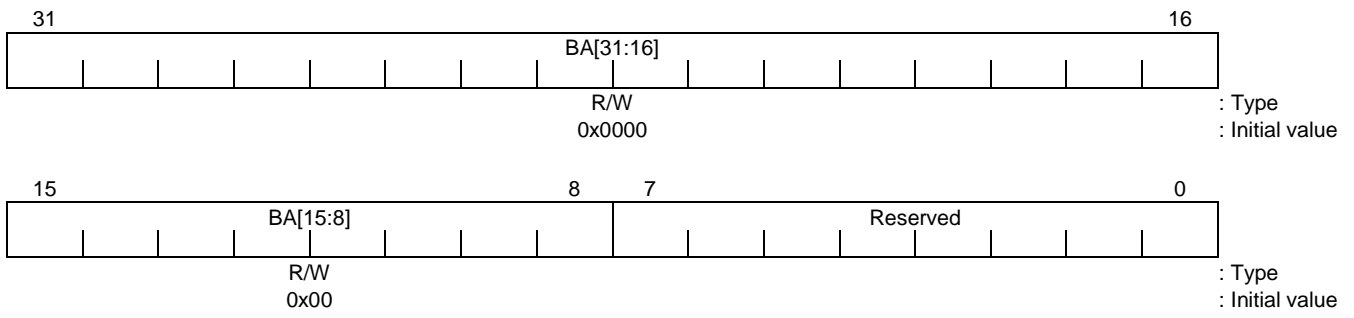 31 16
BA[31:16]
R/W : Type
0x0000 : Initial value
15 8 7 0
BA[15:8] Reserved
R/W : Type
0x00 : Initial value